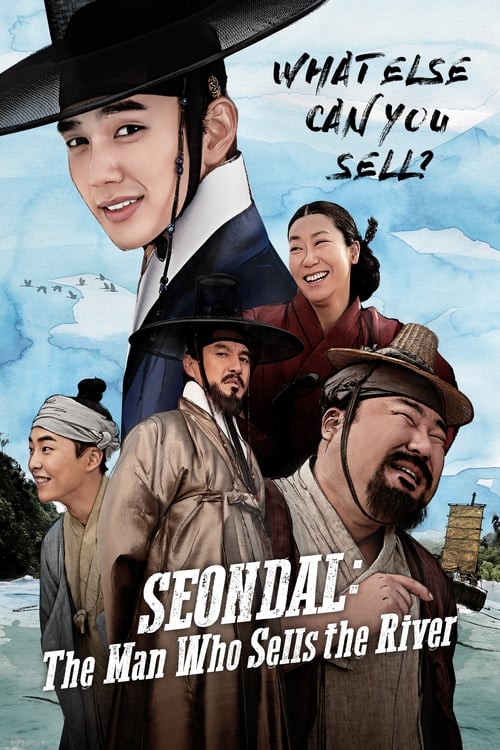 WHAT ELSE
CAN YOU
SELL?
SEONDAL:
The Man Who Sells the River